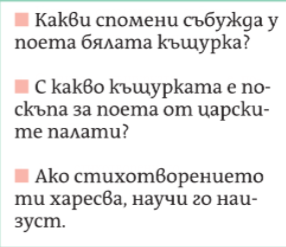 Какви спомени събужда у
поета бялата къщурка?
С какво къщурката е по-
скъпа за поета от царски-
те палати?
Ако стихотворението
ти харесва, научи го наи-
зуст.